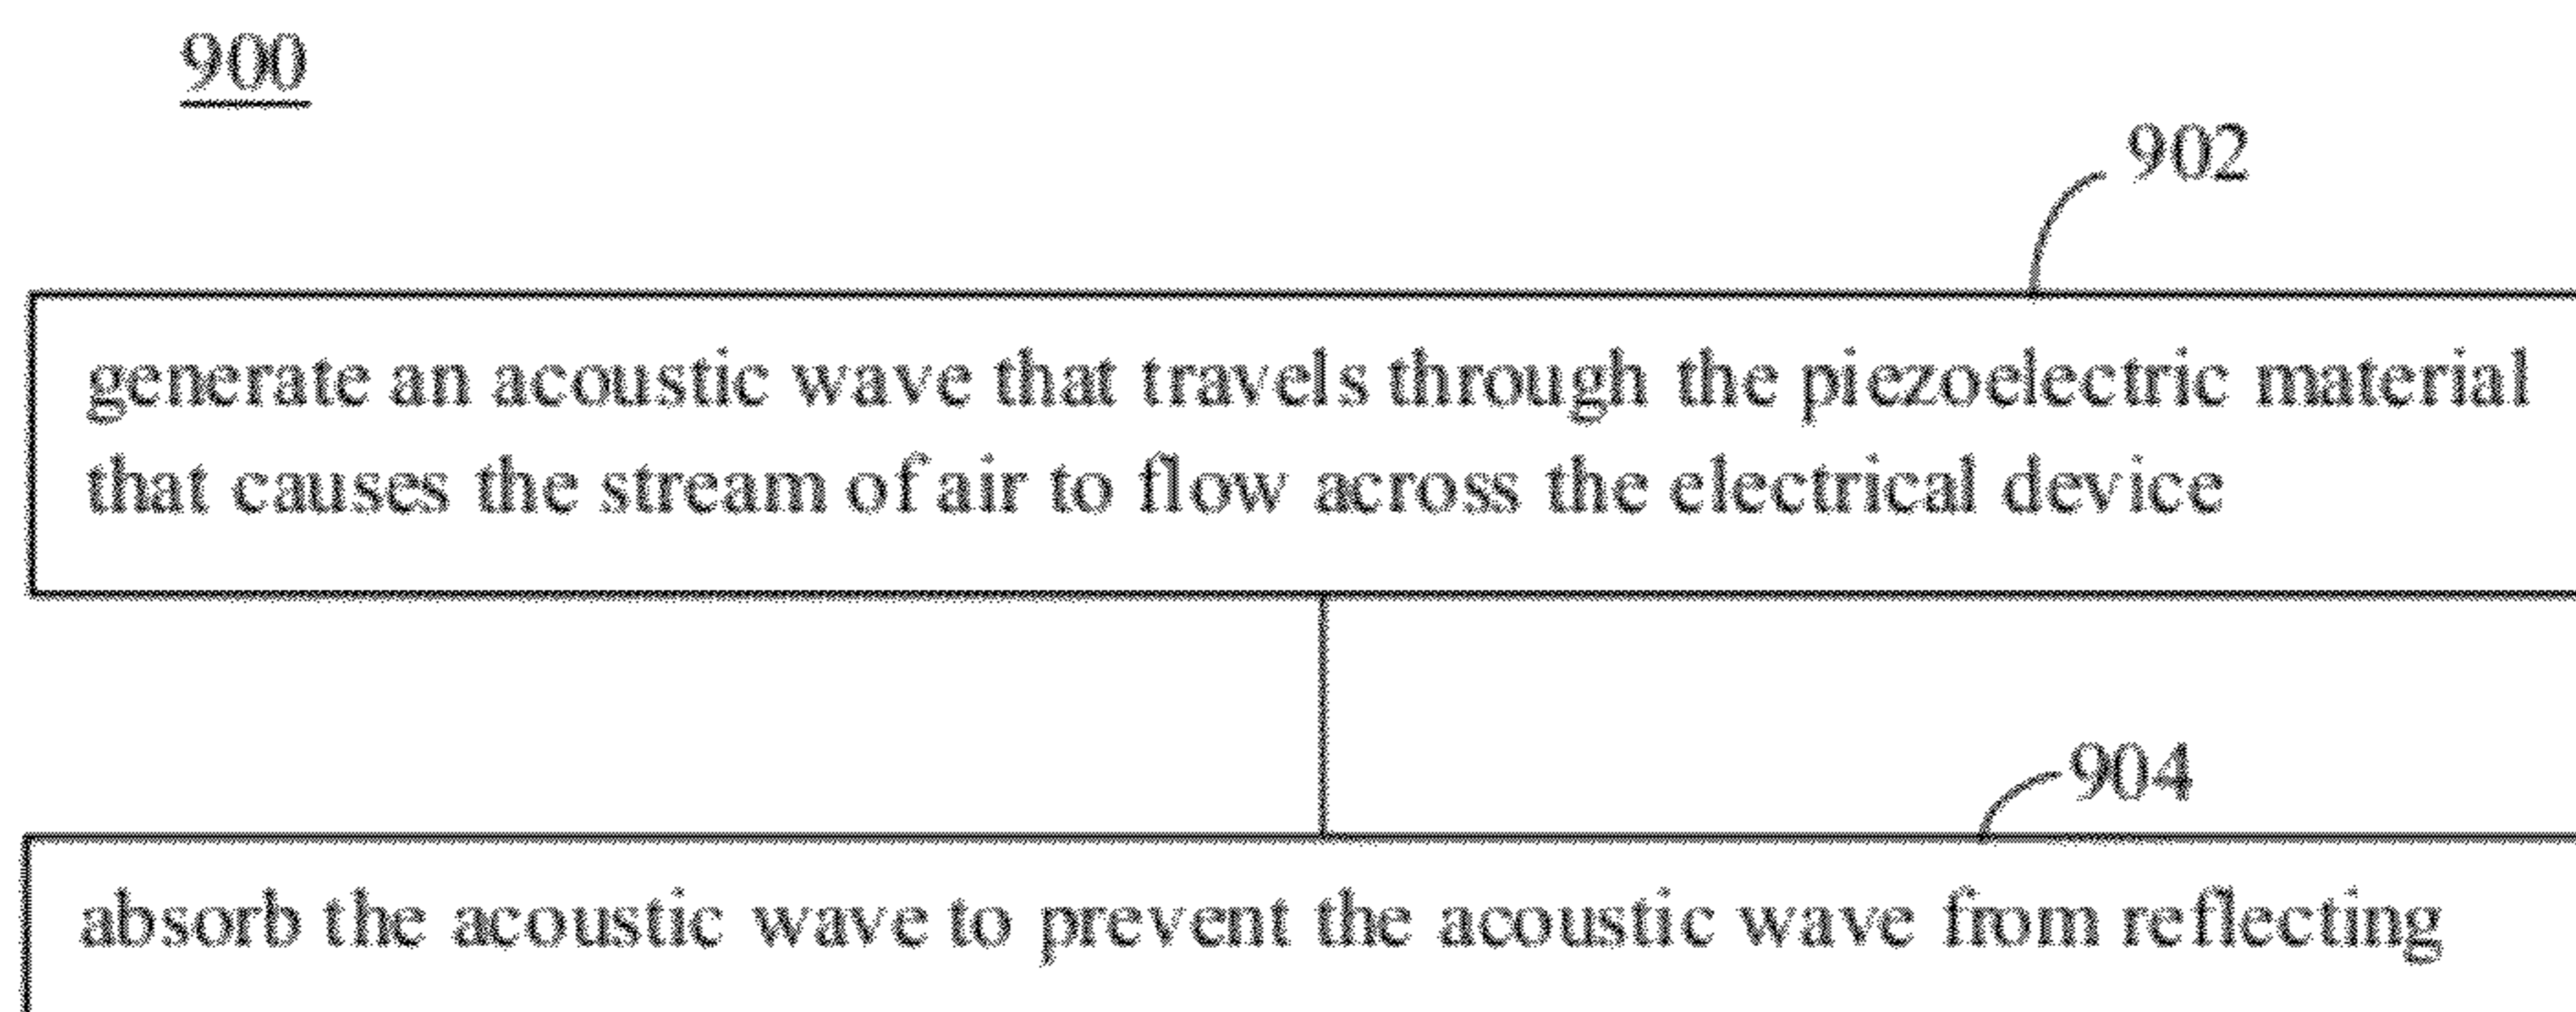 900
902
generate an acoustic wave that travels through the piezoelectric material
that causes the stream of air to flow across the electrical device
904
absorb the acoustic wave to prevent the acoustic wave from reflecting